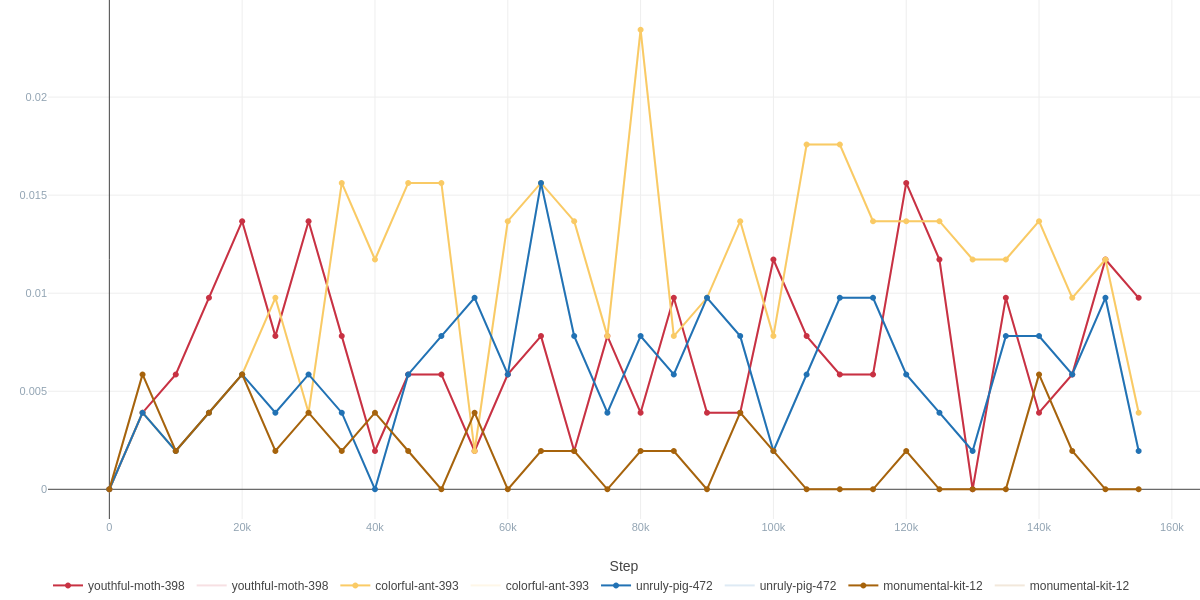 0.02
0.015
0.01
0.005
0
0 20k 40k 60k 80k 100k 120k 140k 160k
Step
youthful-moth-398 youthful-moth-398 colorful-ant-393 colorful-ant-393 unruly-pig-472 unruly-pig-472 monumental-kit-12 monumental-kit-12